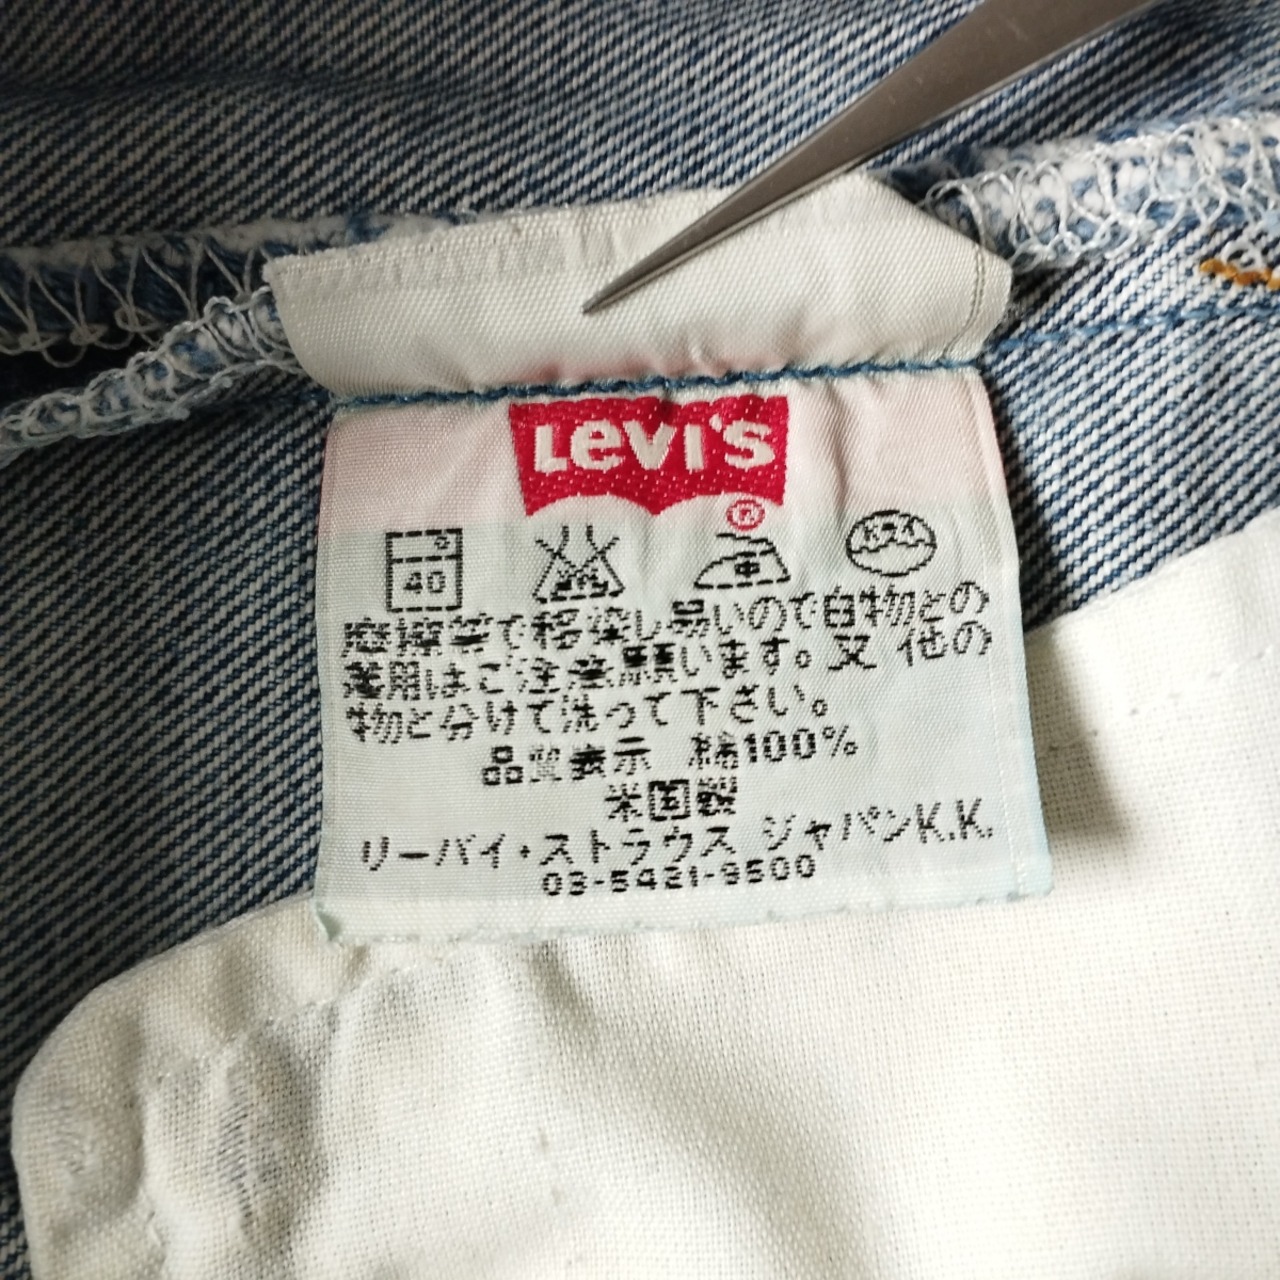 Levi's
®
40
中
摩擦等で移染し易いので白物との
着用はご注意願います。又 他の
物と分けて洗って下さい。
品質表示 綿100%
米国製
リーバイ・ストラウス ジャパンK.K.
03-5421-9500